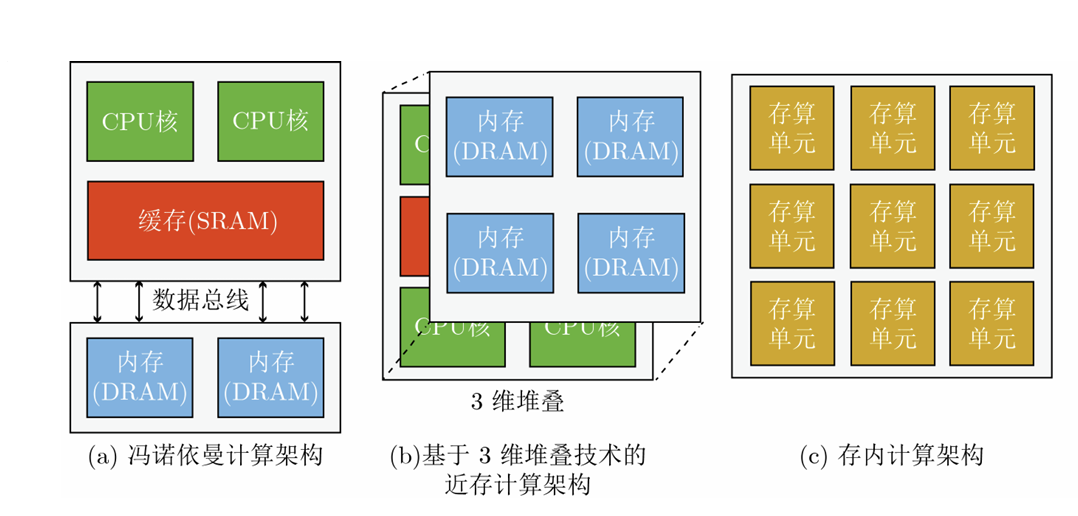 CPU核
CPU核
缓存(SRAM)
数据总线
内存
(DRAM)
内存
(DRAM)
(a) 冯诺依曼计算架构
内存
(DRAM)
内存
(DRAM)
内存
(DRAM)
内存
(DRAM)
C
CPU核
CPU核
3 维堆叠
(b)基于 3 维堆叠技术的
近存计算架构
存算
单元
存算
单元
存算
单元
存算
单元
存算
单元
存算
单元
存算
单元
存算
单元
存算
单元
(c) 存内计算架构